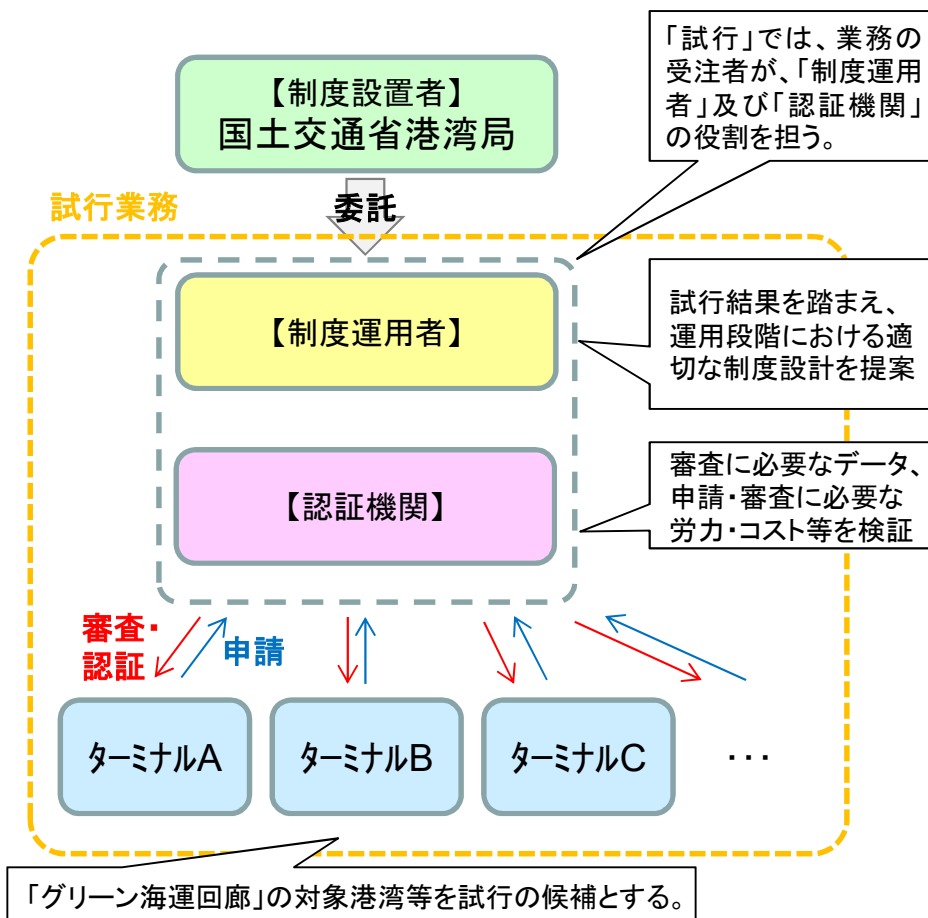 「試行」では、業務の
受注者が、「制度運用
者」及び「認証機関」
の役割を担う。
【制度設置者】
国土交通省港湾局
試行業務
委託
【制度運用者】
試行結果を踏まえ、
運用段階における適
切な制度設計を提案
【認証機関】
審査に必要なデータ、
申請・審査に必要な
労力・コスト等を検証
審査・
認証
申請
ターミナルA
ターミナルB
ターミナルC
・・・
「グリーン海運回廊」の対象港湾等を試行の候補とする。